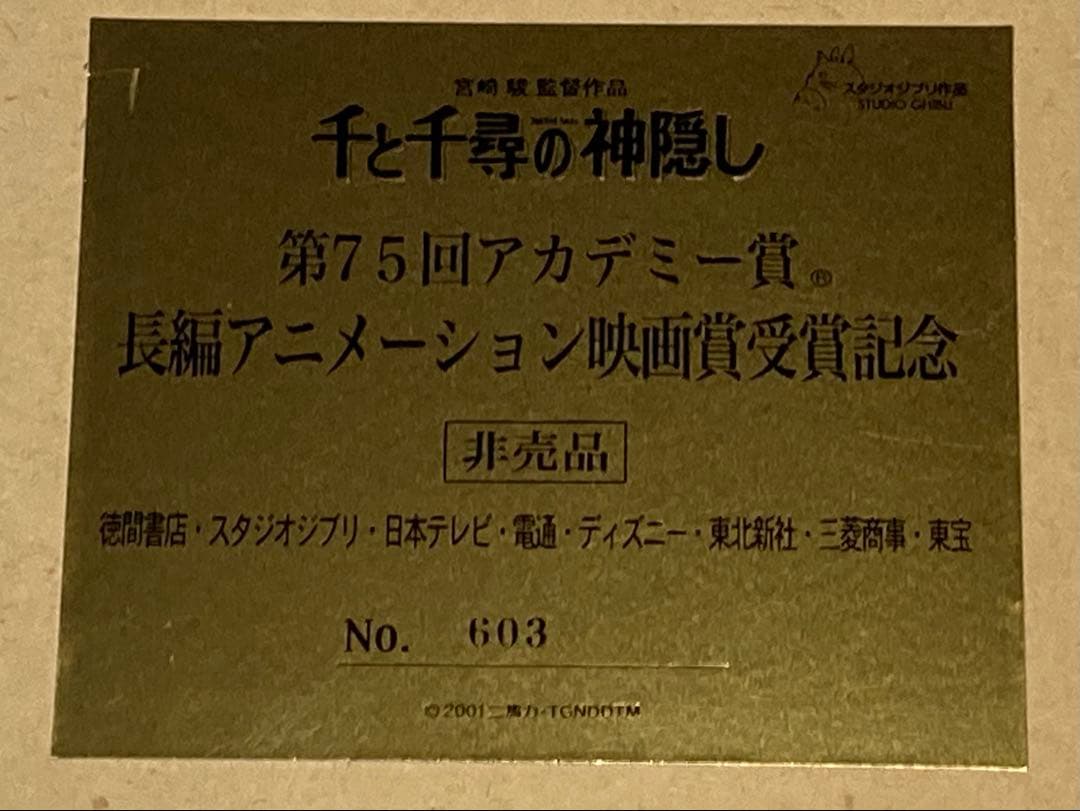 宮崎 駿 監督作品
スタジオジブリ作品
STUDIO GHIBLI
千と千尋の神隠し
第75回アカデミー賞®
長編アニメーション映画賞受賞記念
非売品
徳間書店・スタジオジブリ・日本テレビ・電通・ディズニー・東北新社・三菱商事・東宝
No. 603
©2001 二馬力・TGNDDTM